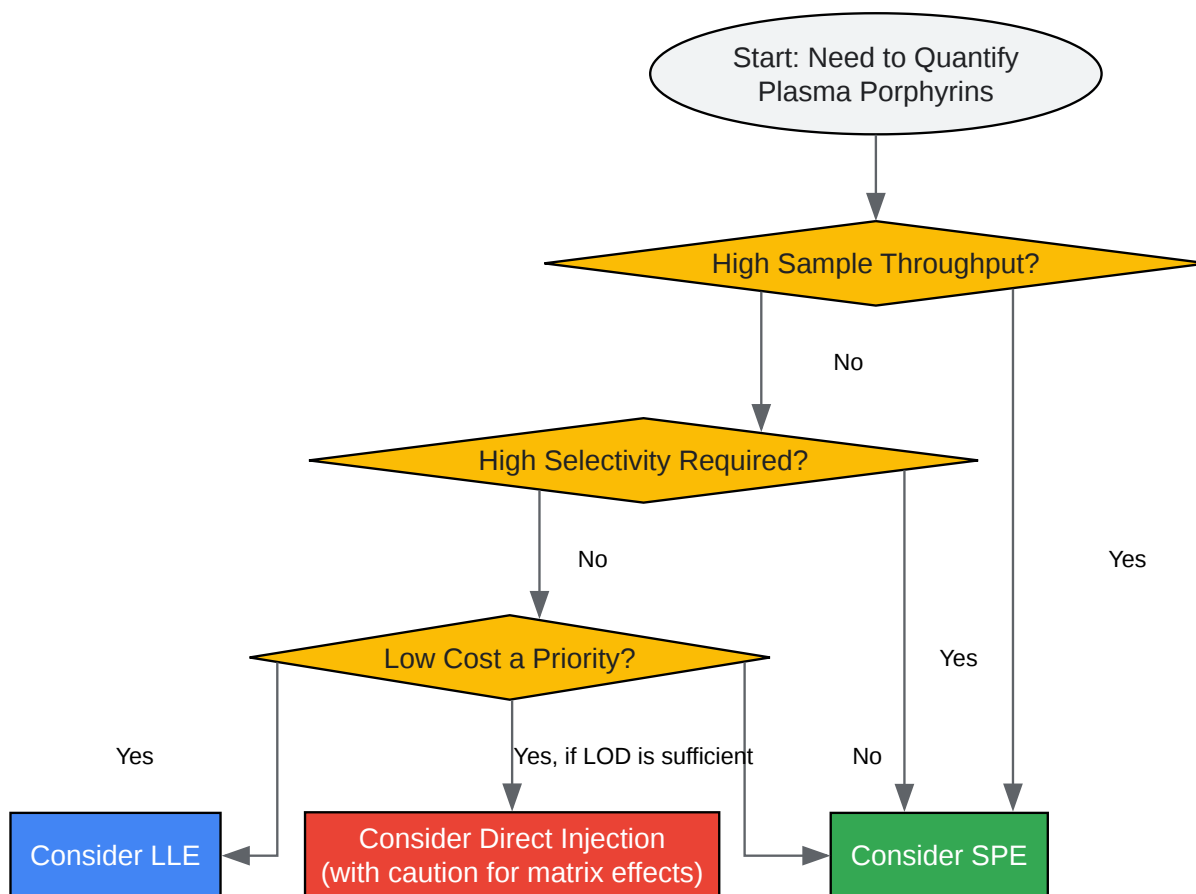 Start: Need to Quantify
Plasma Porphyrins
High Sample Throughput?
No
High Selectivity Required?
No
Yes
Low Cost a Priority?
Yes
Yes
Yes, if LOD is sufficient
No
Consider LLE
Consider Direct Injection
(with caution for matrix effects)
Consider SPE